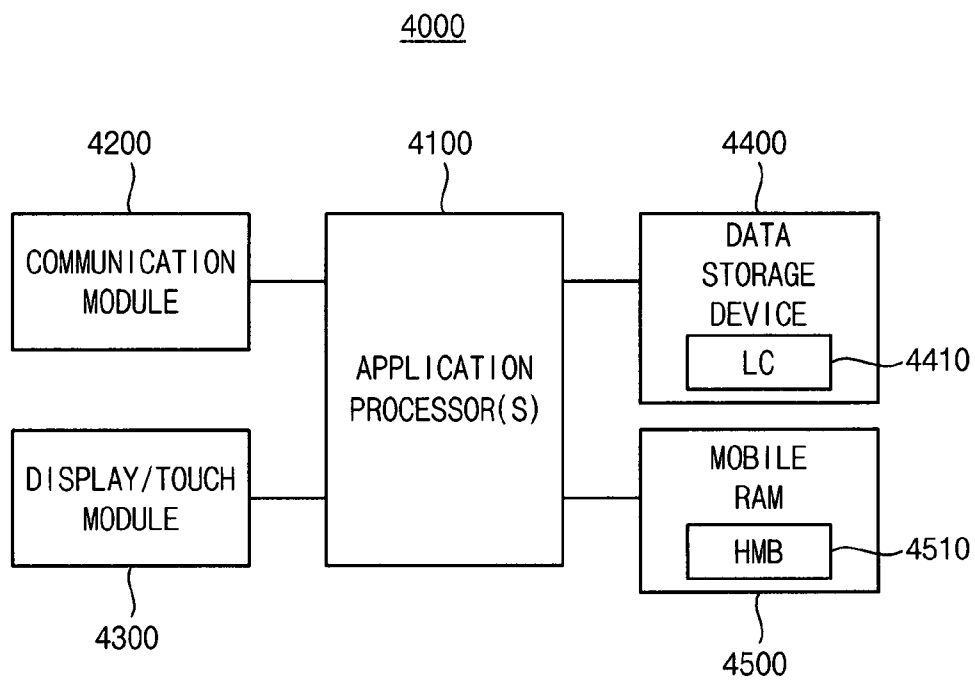 4000
4200
4100
4400
COMMUNICATION
MODULE
APPLICATION
PROCESSOR(S)
DATA
STORAGE
DEVICE
LC
4410
DISPLAY/TOUCH
MODULE
MOBILE
RAM
HMB
4510
4300
4500